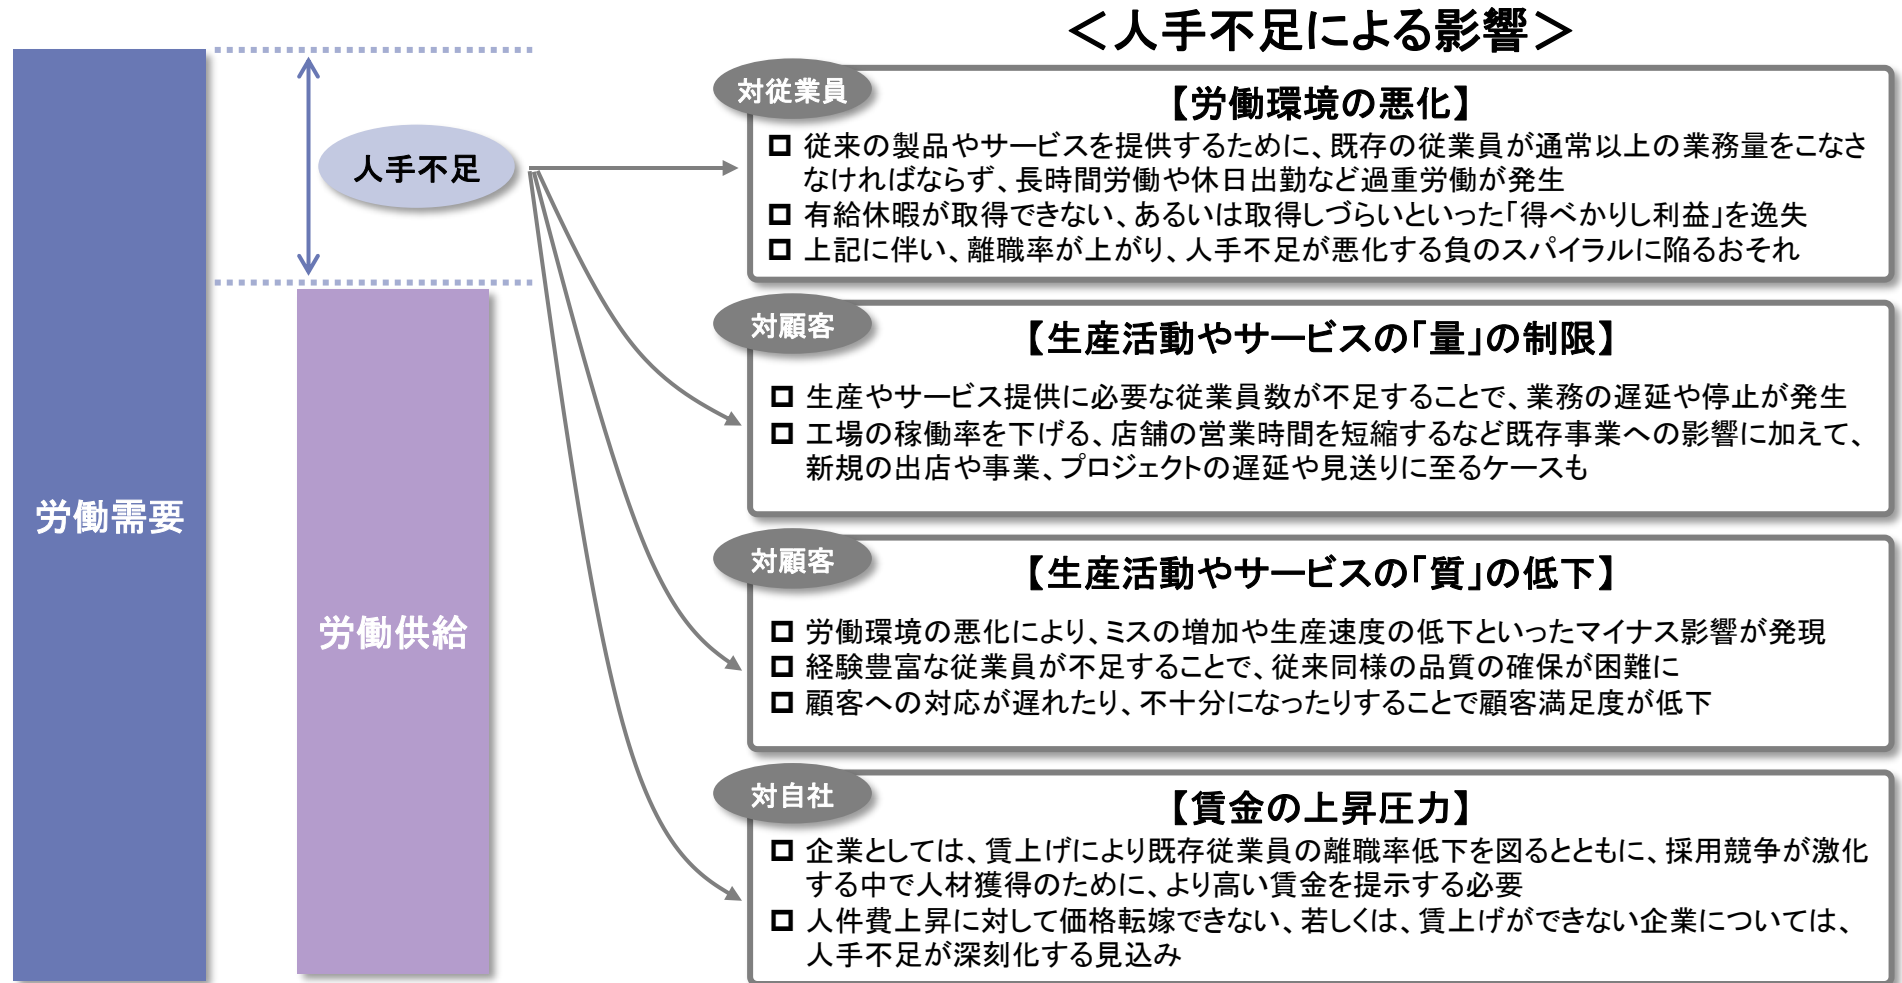 ＜人手不足による影響＞
労働需要
人手不足
労働供給
対従業員
【労働環境の悪化】
従来の製品やサービスを提供するために、既存の従業員が通常以上の業務量をこなさ
なければならず、長時間労働や休日出勤など過重労働が発生
有給休暇が取得できない、あるいは取得しづらいといった「得べかりし利益」を逸失
上記に伴い、離職率が上がり、人手不足が悪化する負のスパイラルに陥るおそれ
対顧客
【生産活動やサービスの「量」の制限】
生産やサービス提供に必要な従業員数が不足することで、業務の遅延や停止が発生
工場の稼働率を下げる、店舗の営業時間を短縮するなど既存事業への影響に加えて、
新規の出店や事業、プロジェクトの遅延や見送りに至るケースも
対顧客
【生産活動やサービスの「質」の低下】
労働環境の悪化により、ミスの増加や生産速度の低下といったマイナス影響が発現
経験豊富な従業員が不足することで、従来同様の品質の確保が困難に
顧客への対応が遅れたり、不十分になったりすることで顧客満足度が低下
対自社
【賃金の上昇圧力】
企業としては、賃上げにより既存従業員の離職率低下を図るとともに、採用競争が激化
する中で人材獲得のために、より高い賃金を提示する必要
人件費上昇に対して価格転嫁できない、若しくは、賃上げができない企業については、
人手不足が深刻化する見込み